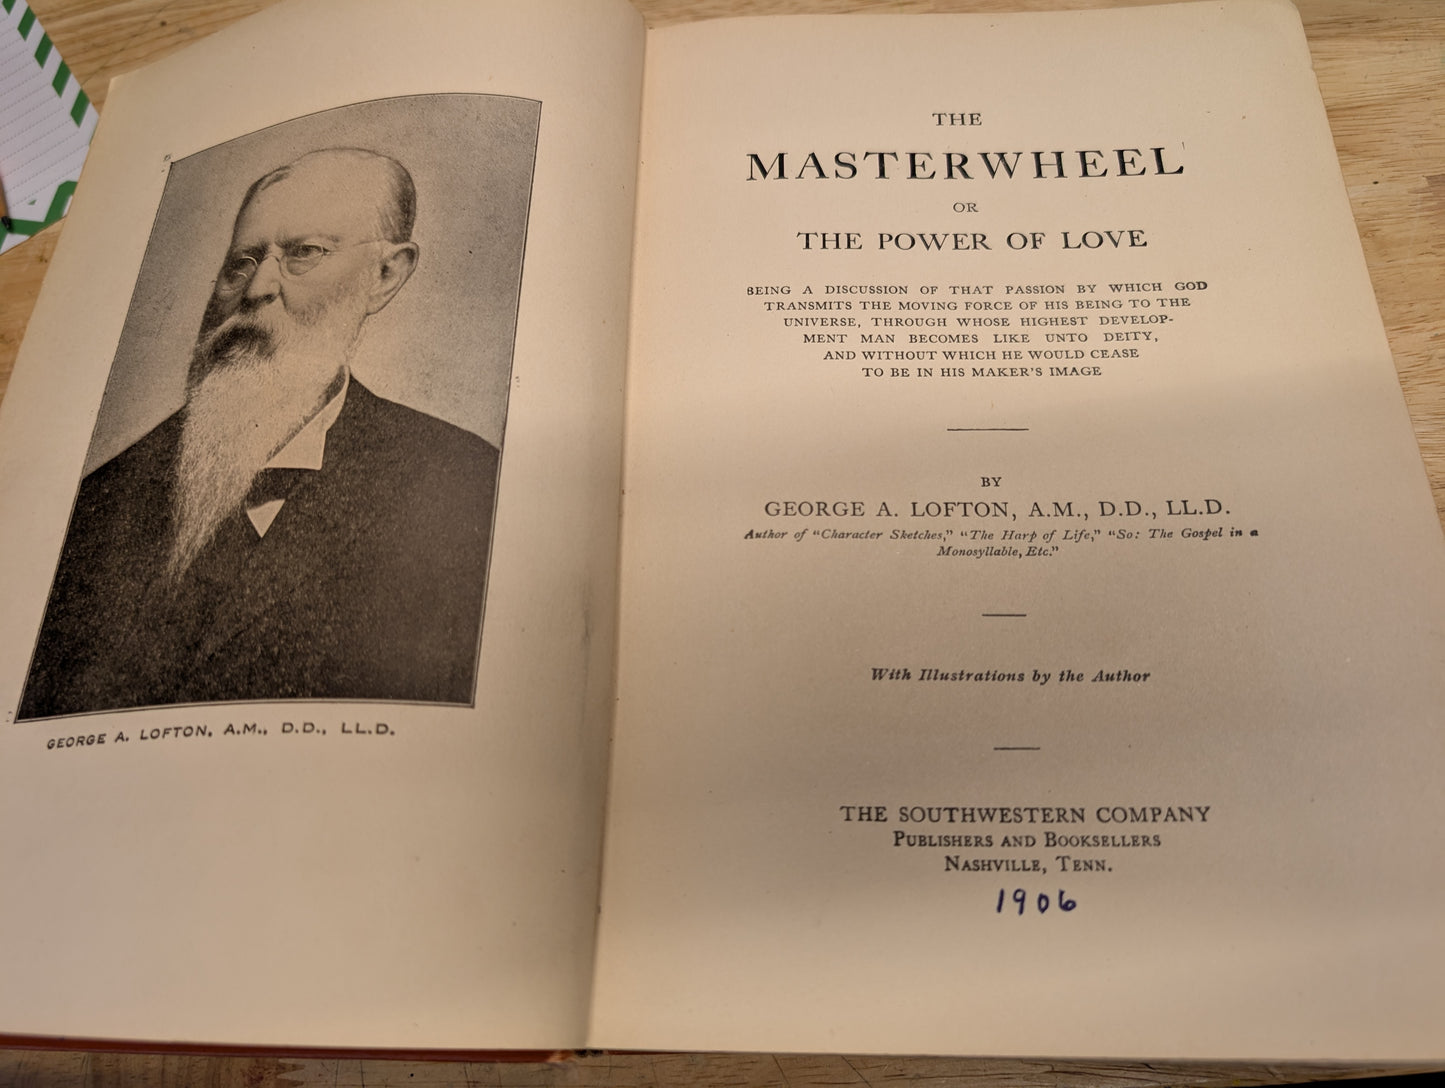 GEORGE A. LOFTON, A.M., D.D., LL.D.
THE
MASTERWHEEL
OR
THE POWER OF LOVE
BEING A DISCUSSION OF THAT PASSION BY WHICH GOD
TRANSMITS THE MOVING FORCE OF HIS BEING TO THE
UNIVERSE, THROUGH WHOSE HIGHEST DEVELOP-
MENT MAN BECOMES LIKE UNTO DEITY,
AND WITHOUT WHICH HE WOULD CEASE
TO BE IN HIS MAKER'S IMAGE
BY
GEORGE A. LOFTON, A.M., D.D., LL.D.
Author of "Character Sketches," "The Harp of Life," "So: The Gospel in a
Monosyllable, Etc."
With Illustrations by the Author
THE SOUTHWESTERN COMPANY
PUBLISHERS AND BOOKSELLERS
NASHVILLE, TENN.
1906